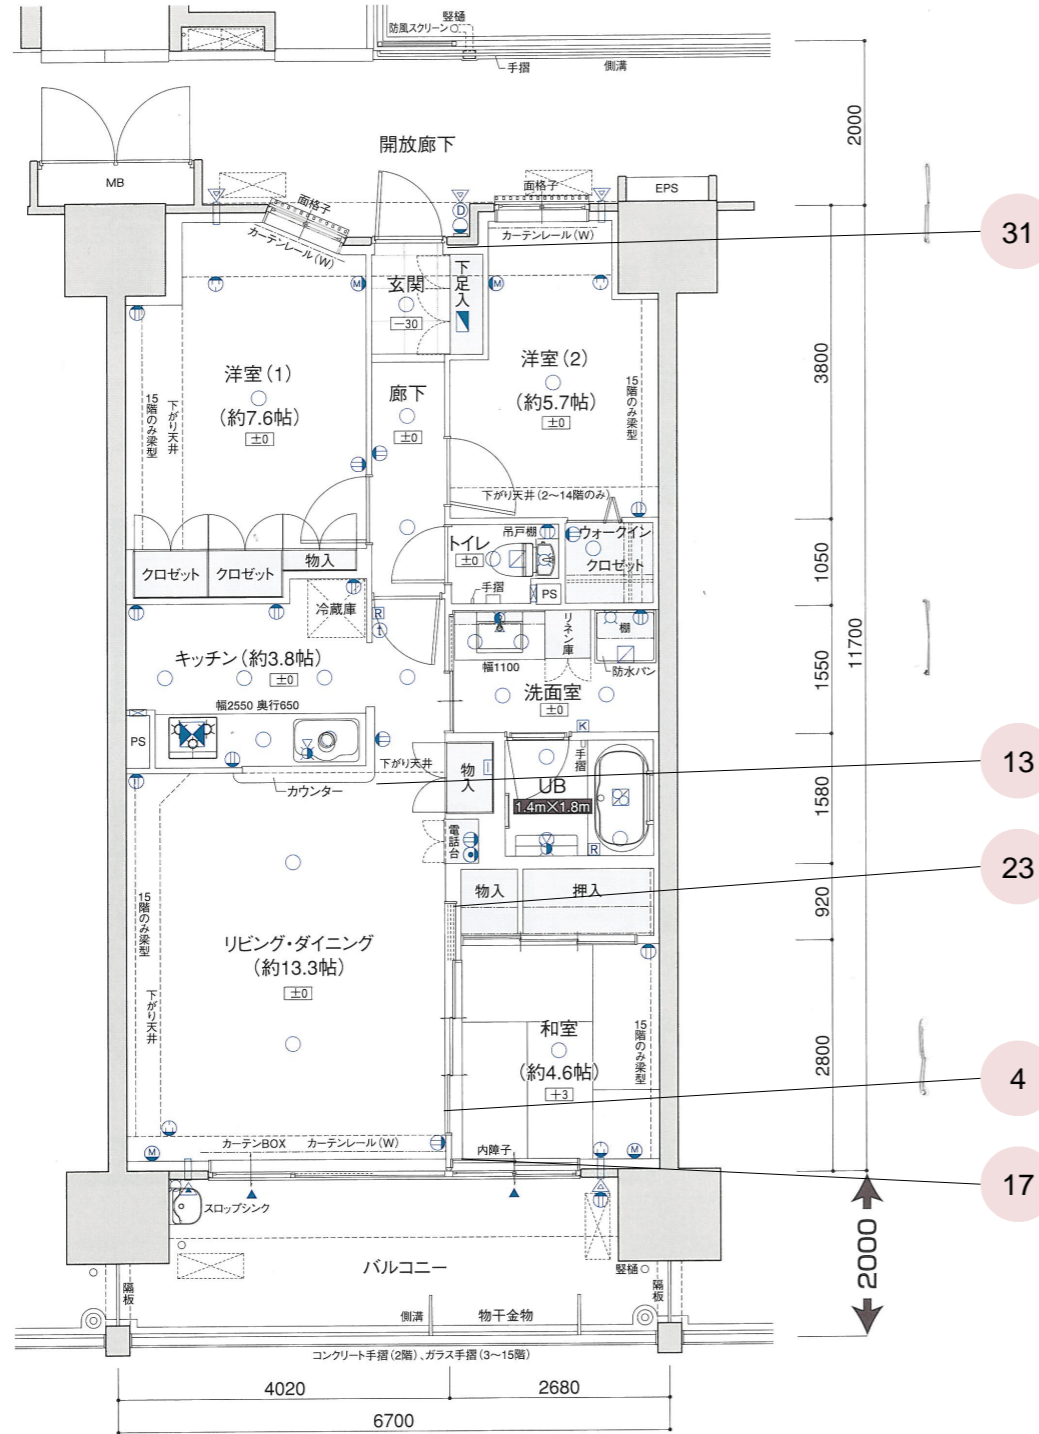 竪樋
防風スクリーン
手摺
側溝
2000
開放廊下
MB
EPS
面格子
面格子
カーテンレール(W)
カーテンレール(W)
31
玄関
下足入
M
M
D
-30
洋室(1)
(約7.6帖)
±0
廊下
±0
洋室(2)
(約5.7帖)
±0
3800
15階のみ梁型
下がり天井
15階のみ梁型
下がり天井(2〜14階のみ)
クロゼット
クロゼット
物入
トイレ
±0
吊戸棚
ウォークイン
クロゼット
手摺
PS
1050
冷蔵庫
R
キッチン(約3.8帖)
±0
幅2550 奥行650
幅1100
リネン庫
棚
防水パン
洗面室
±0
K
1550
11700
PS
下がり天井
カウンター
物入
UB
1.4m×1.8m
手摺
R
13
1580
電話台
物入
押入
23
920
15階のみ梁型
下がり天井
リビング・ダイニング
(約13.3帖)
±0
和室
(約4.6帖)
+3
15階のみ梁型
2800
4
カーテンBOX
カーテンレール(W)
内障子
M
M
17
スロップシンク
バルコニー
竪樋
隔板
隔板
2000
側溝
物干金物
コンクリート手摺(2階)、ガラス手摺(3〜15階)
4020
2680
6700